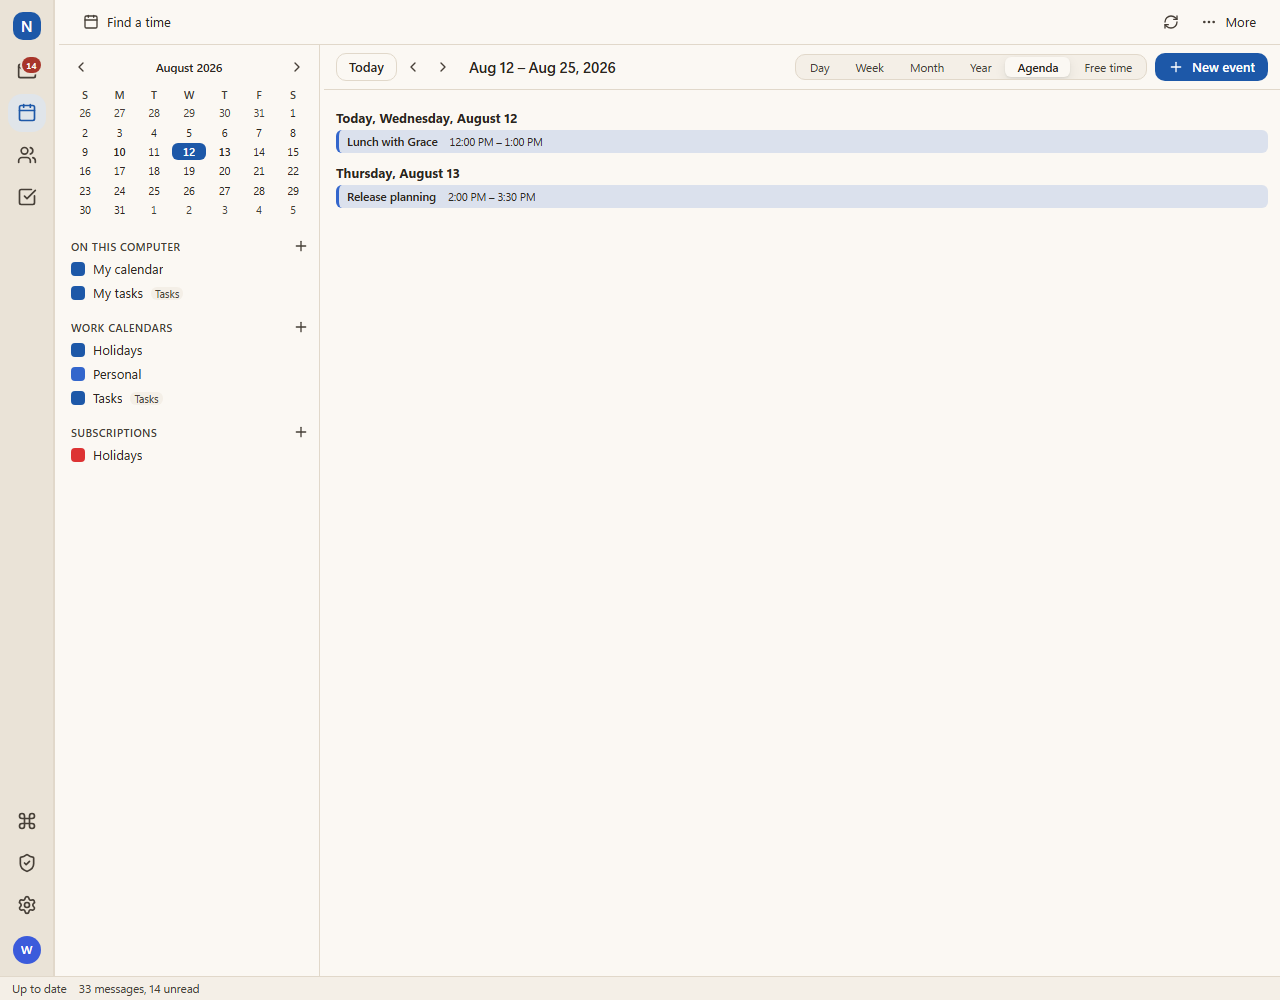 N
Find a time
More
14
August 2026
S M T W T F S
26 27 28 29 30 31 1
2 3 4 5 6 7 8
9 10 11 12 13 14 15
16 17 18 19 20 21 22
23 24 25 26 27 28 29
30 31 1 2 3 4 5
ON THIS COMPUTER
My calendar
My tasks Tasks
WORK CALENDARS
Holidays
Personal
Tasks Tasks
SUBSCRIPTIONS
Holidays
Today
Aug 12 – Aug 25, 2026
Day Week Month Year Agenda Free time
New event
Today, Wednesday, August 12
Lunch with Grace 12:00 PM – 1:00 PM
Thursday, August 13
Release planning 2:00 PM – 3:30 PM
W
Up to date 33 messages, 14 unread